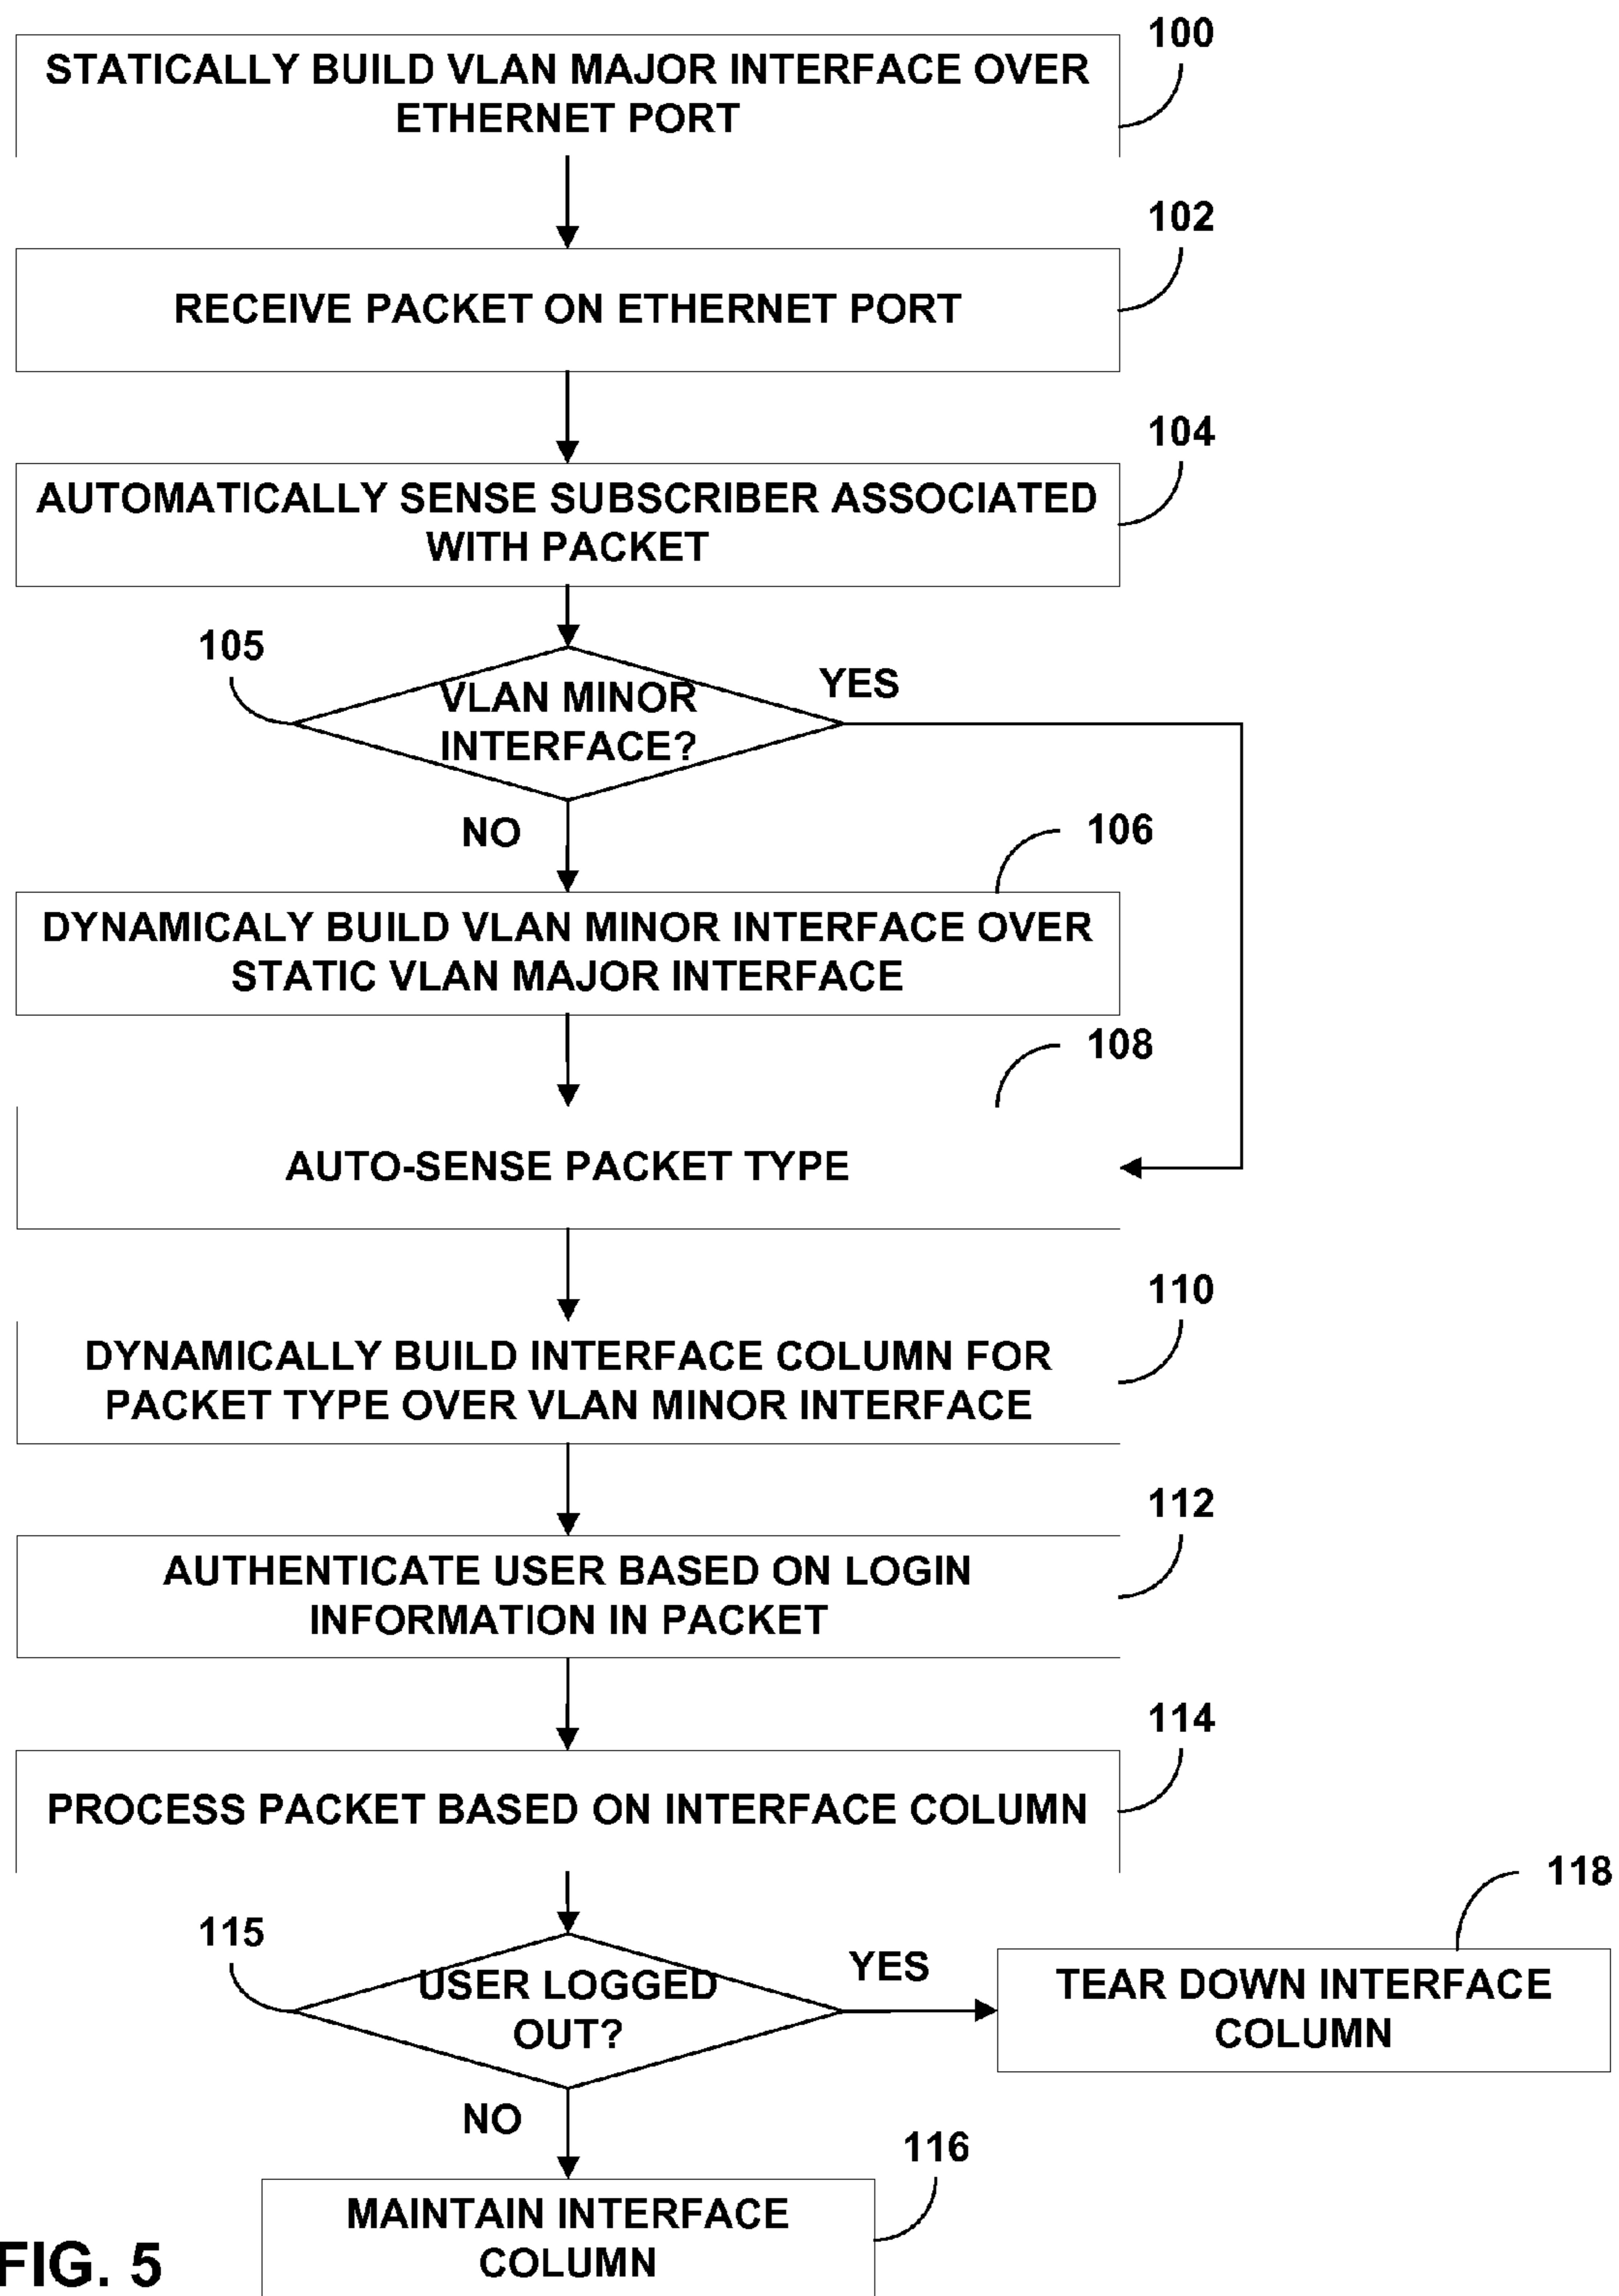 100
STATICALLY BUILD VLAN MAJOR INTERFACE OVER
ETHERNET PORT
102
RECEIVE PACKET ON ETHERNET PORT
104
AUTOMATICALLY SENSE SUBSCRIBER ASSOCIATED
WITH PACKET
105
VLAN MINOR
INTERFACE?
YES
NO
106
DYNAMICALY BUILD VLAN MINOR INTERFACE OVER
STATIC VLAN MAJOR INTERFACE
108
AUTO-SENSE PACKET TYPE
110
DYNAMICALLY BUILD INTERFACE COLUMN FOR
PACKET TYPE OVER VLAN MINOR INTERFACE
112
AUTHENTICATE USER BASED ON LOGIN
INFORMATION IN PACKET
114
PROCESS PACKET BASED ON INTERFACE COLUMN
115
USER LOGGED
OUT?
YES
118
TEAR DOWN INTERFACE
COLUMN
NO
116
MAINTAIN INTERFACE
COLUMN
FIG. 5